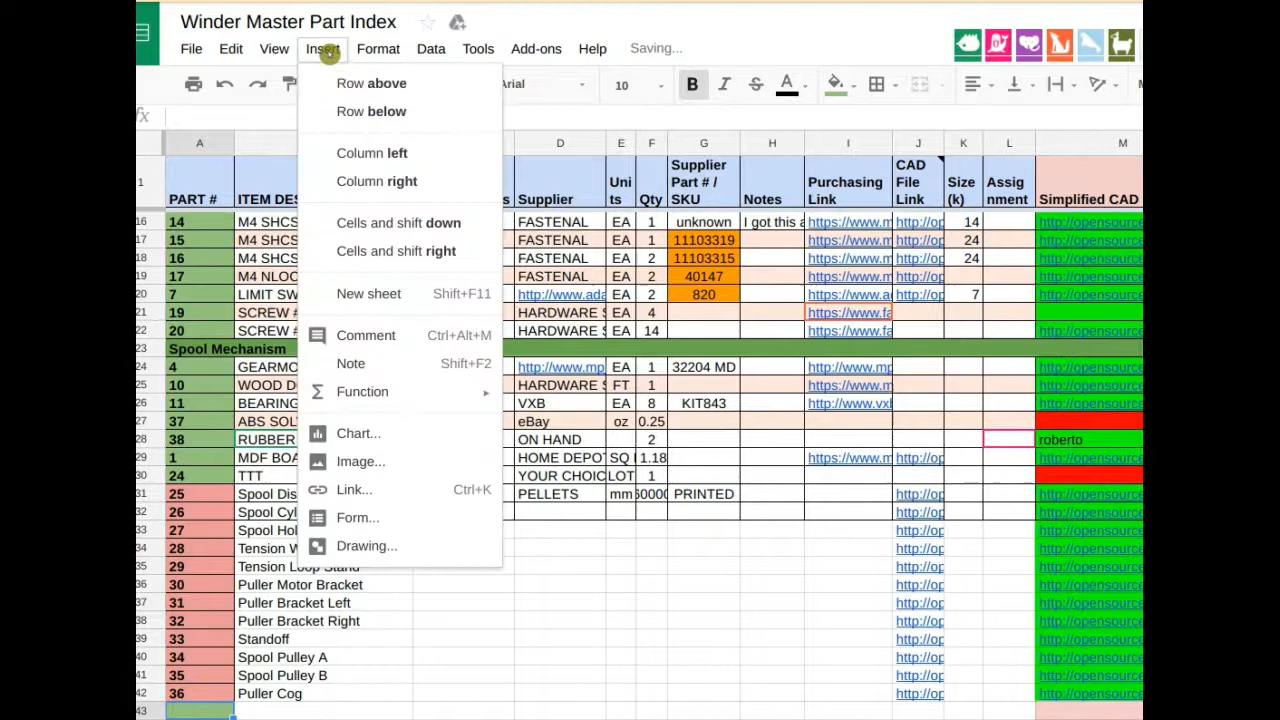 Winder Master Part Index
File Edit View Insert Format Data Tools Add-ons Help Saving...
Arial 10 B I S A
Row above
Row below
Column left
Column right
Cells and shift down
Cells and shift right
New sheet Shift+F11
Comment Ctrl+Alt+M
Note Shift+F2
Function
Chart...
Image...
Link... Ctrl+K
Form...
Drawing...
fx
A D E F G H I J K L M
1 PART # ITEM DES Supplier Uni ts Qty Supplier Part # / SKU Notes Purchasing Link CAD File Link Size (k) Assig nment Simplified CAD
16 14 M4 SHCS FASTENAL EA 1 unknown I got this a https://www.m http://op 14 http://opensource
17 15 M4 SHCS FASTENAL EA 1 11103319 https://www.m http://op 24 http://opensource
18 16 M4 SHCS FASTENAL EA 2 11103315 https://www.m http://op 24 http://opensource
19 17 M4 NLOC FASTENAL EA 2 40147 https://www.m http://op http://opensource
20 7 LIMIT SW http://www.ada EA 2 820 https://www.a http://op 7 http://opensource
21 19 SCREW # HARDWARE S EA 4 https://www.fa
22 20 SCREW # HARDWARE S EA 14 https://www.fa http://opensource
23 Spool Mechanism
24 4 GEARMO http://www.mp EA 1 32204 MD http://www.mp http://opensource
25 10 WOOD D HARDWARE S FT 1 https://www.m http://opensource
26 11 BEARING VXB EA 8 KIT843 http://www.vxb http://opensource
27 37 ABS SOL eBay oz 0.25
28 38 RUBBER ON HAND 2 roberto
29 1 MDF BOA HOME DEPOT SQ 1.18 https://www.m http://op http://opensource
30 24 TTT YOUR CHOIC LOT 1
31 25 Spool Dis PELLETS mm PRINTED http://op http://opensource
32 26 Spool Cyl http://op http://opensource
33 27 Spool Hol http://op http://opensource
34 28 Tension W http://op http://opensource
35 29 Tension Loop Stand http://op http://opensource
36 30 Puller Motor Bracket http://op http://opensource
37 31 Puller Bracket Left http://op http://opensource
38 32 Puller Bracket Right http://op http://opensource
39 33 Standoff http://op http://opensource
40 34 Spool Pulley A http://op http://opensource
41 35 Spool Pulley B http://op http://opensource
42 36 Puller Cog http://op http://opensource
43